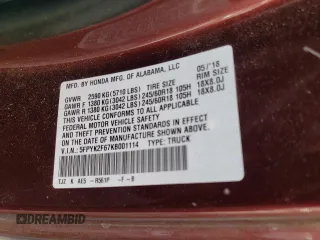 MFD. BY HONDA MFG. OF ALABAMA, LLC 05/'18
GVWR 2590 KG (5710 LBS) TIRE SIZE RIM SIZE
GAWR F 1380 KG (3042 LBS) 245/60R18 105H 18X8.0J
GAWR R 1380 KG (3042 LBS) 245/60R18 105H 18X8.0J
THIS VEHICLE CONFORMS TO ALL APPLICABLE
FEDERAL MOTOR VEHICLE SAFETY STANDARDS IN EFFECT
ON THE DATE OF MANUFACTURE SHOWN ABOVE.
V.I.N.: 5FPYK2F67KB001114 TYPE: TRUCK
TJZ K AE5 -R561P -F -B
DREAMBID